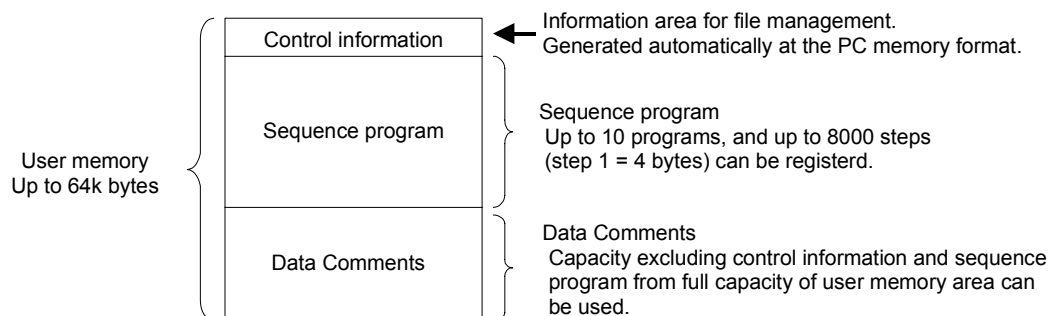 User memory
Up to 64k bytes
Control information
Sequence program
Data Comments
Information area for file management.
Generated automatically at the PC memory format.
Sequence program
Up to 10 programs, and up to 8000 steps
(step 1 = 4 bytes) can be registerd.
Data Comments
Capacity excluding control information and sequence
program from full capacity of user memory area can
be used.